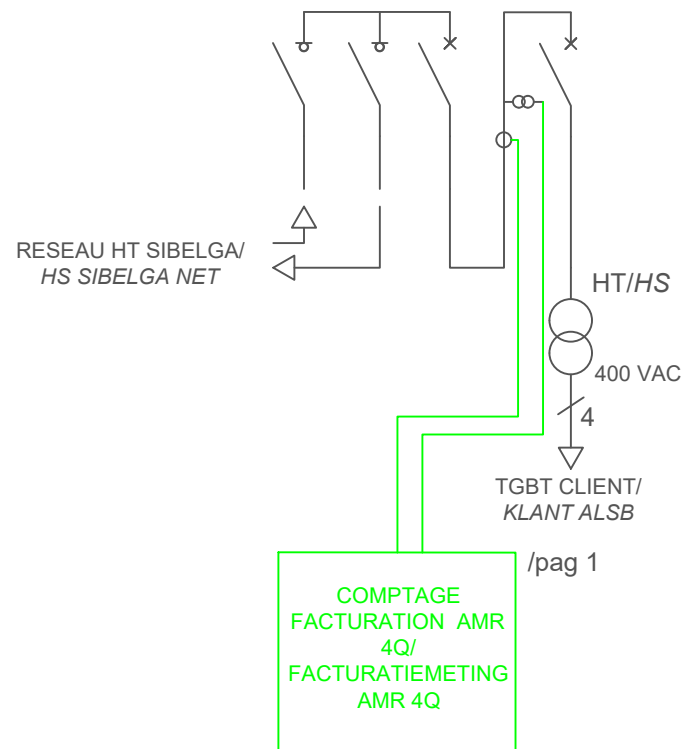 RESEAU HT SIBELGA/
HS SIBELGA NET
HT/HS
400 VAC
4
TGBT CLIENT/
KLANT ALSB
/pag 1
COMPTAGE
FACTURATION AMR
4Q/
FACTURATIEMETING
AMR 4Q